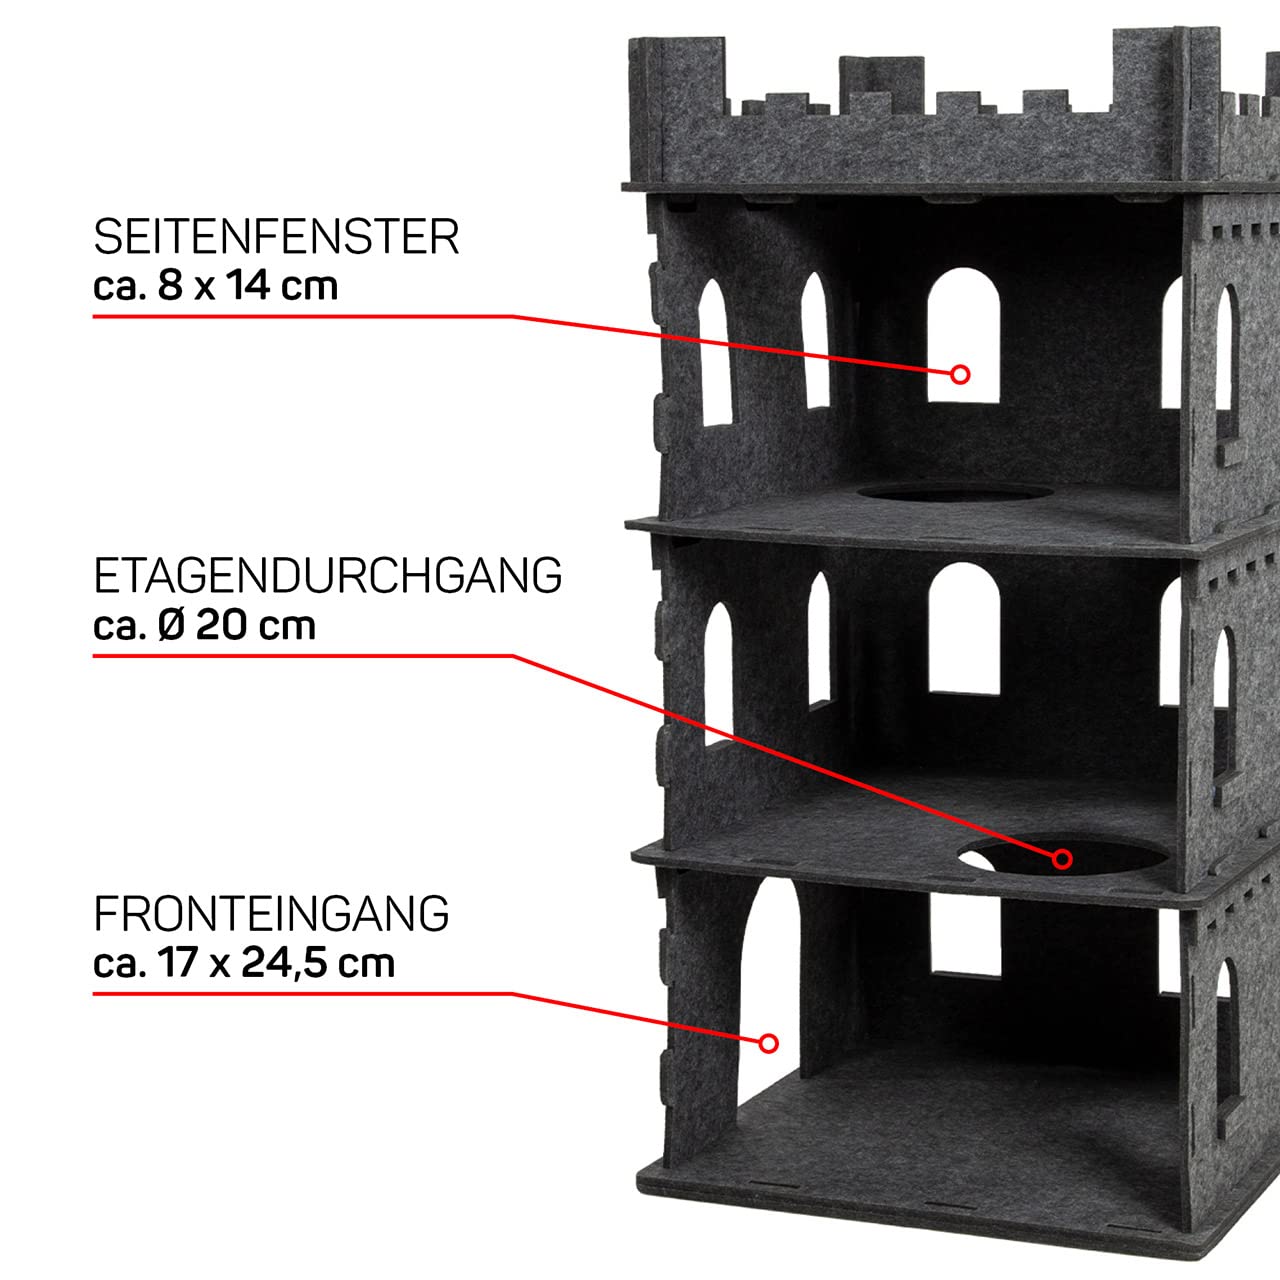 SEITENFENSTER
ca. 8 x 14 cm
ETAGENDURCHGANG
ca. Ø 20 cm
FRONTEINGANG
ca. 17 x 24,5 cm